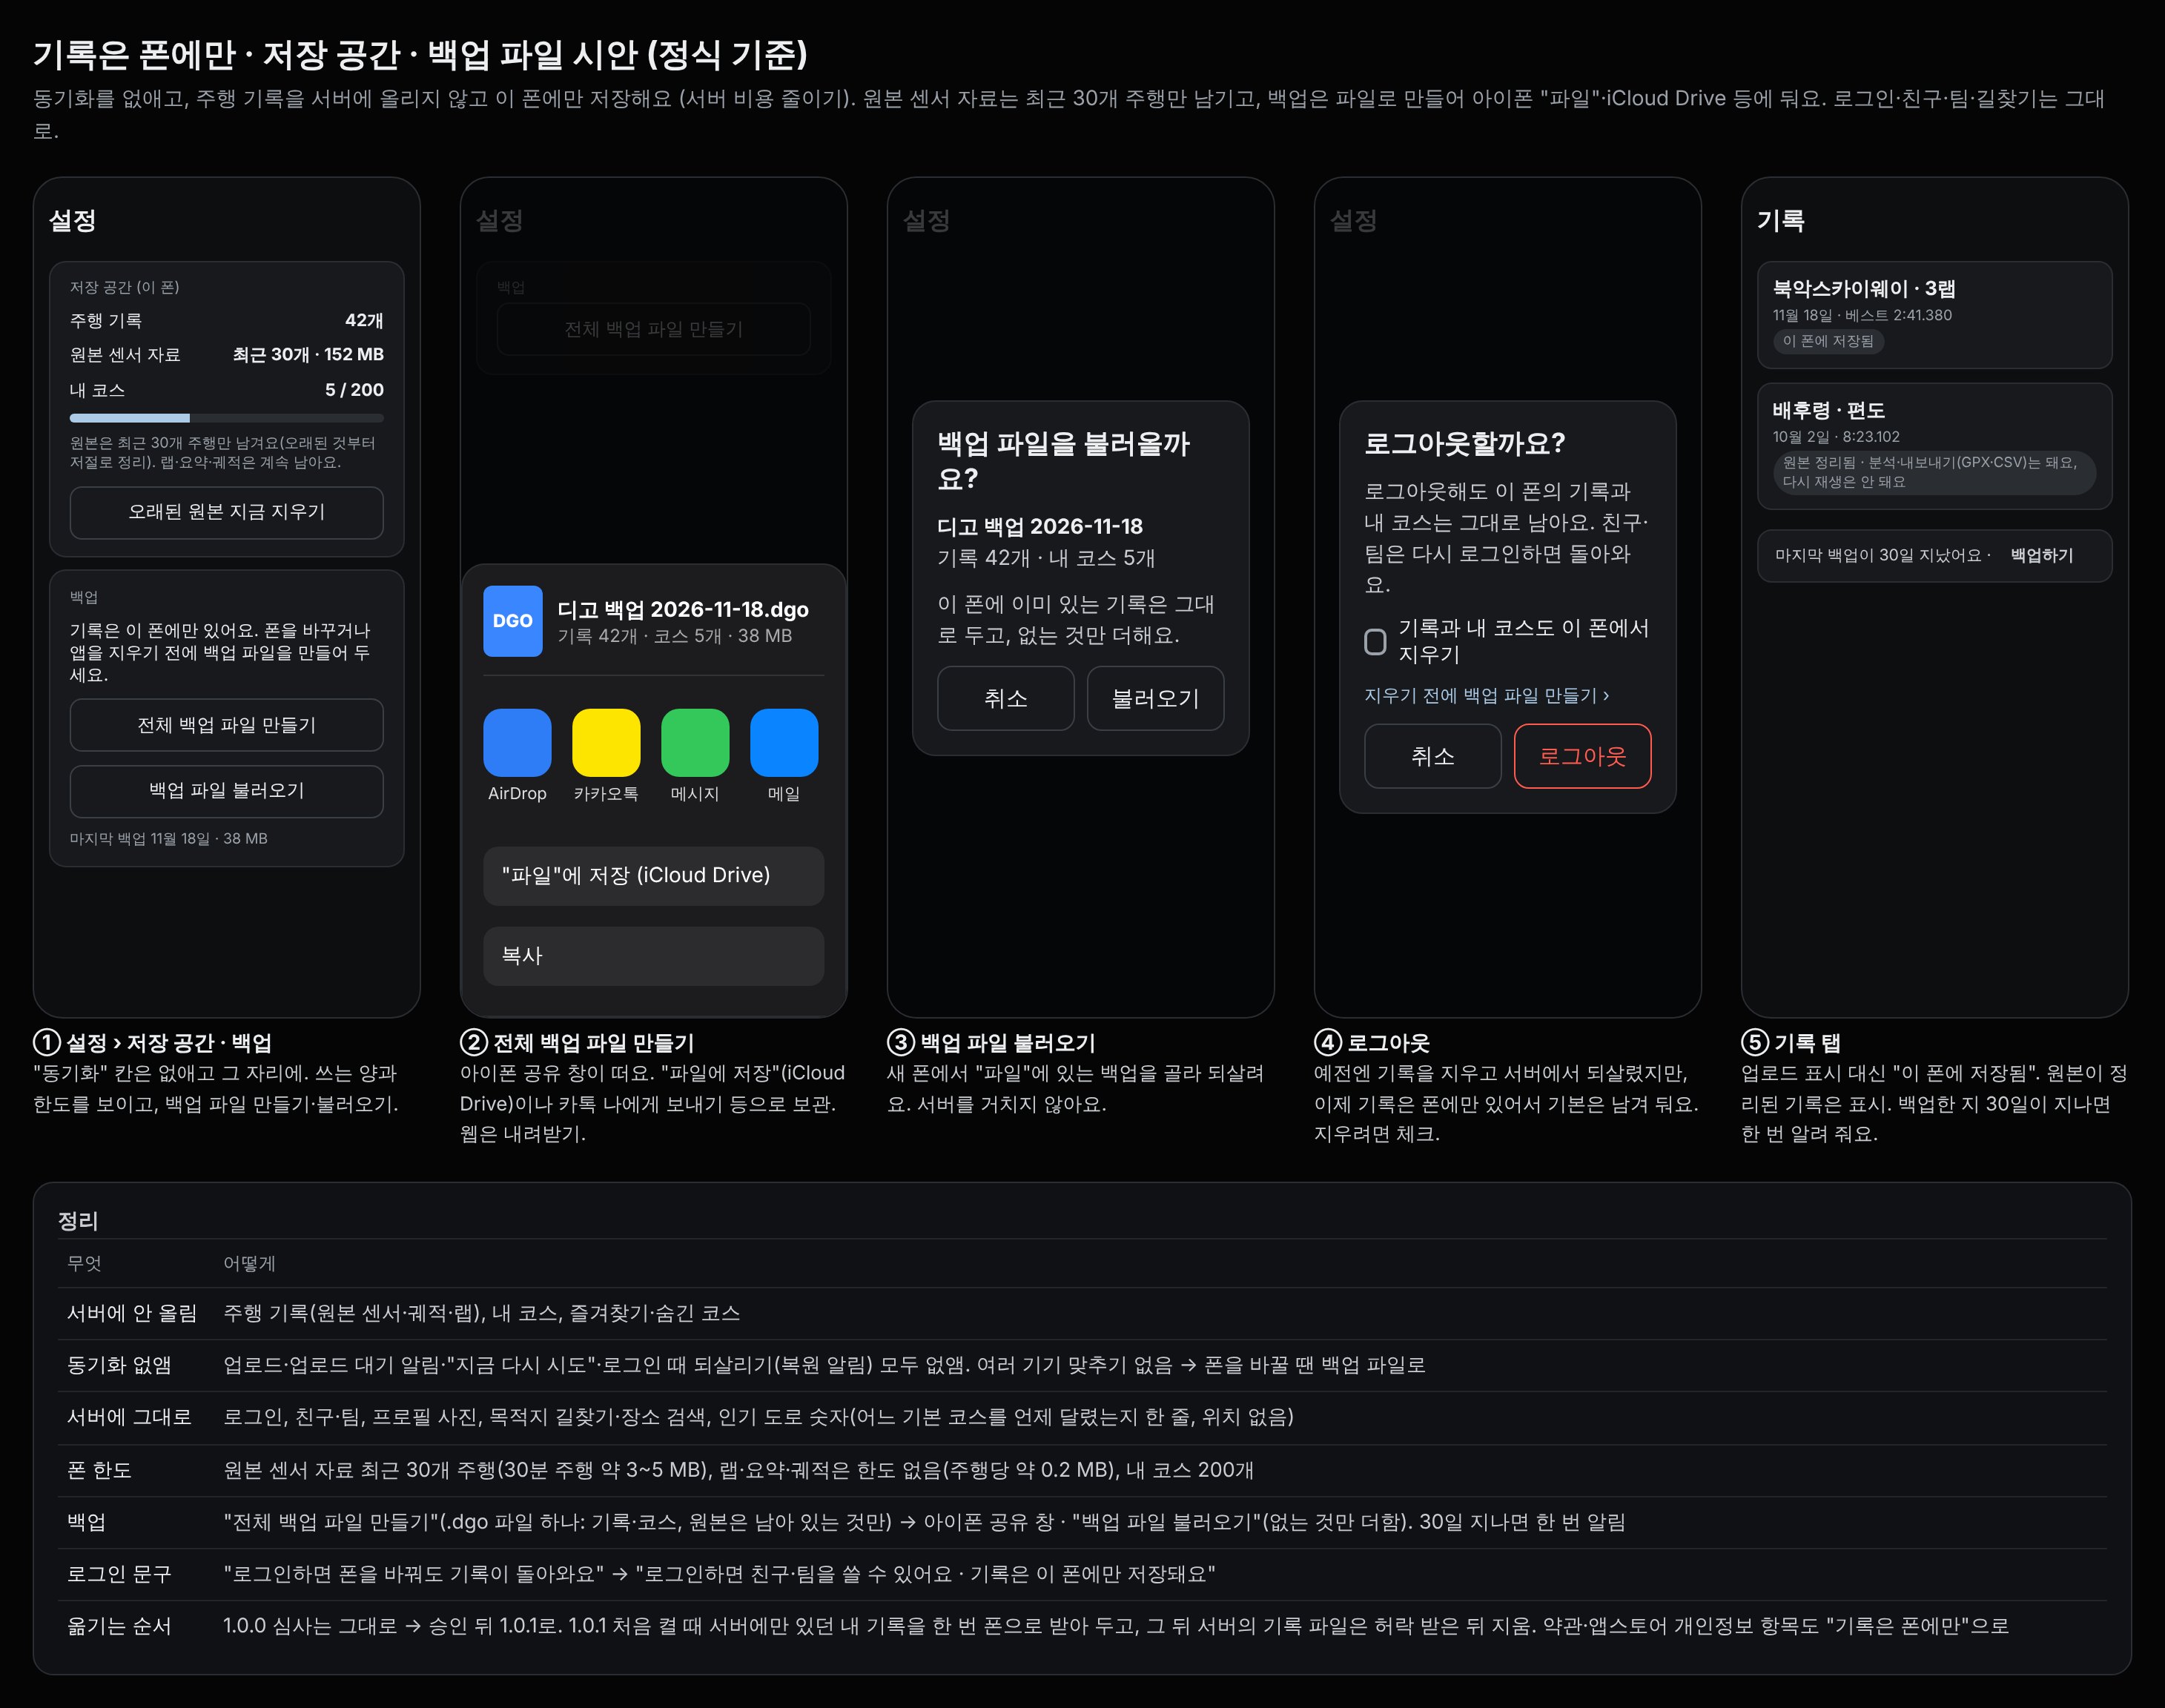 기록은 폰에만 · 저장 공간 · 백업 파일 시안 (정식 기준)
동기화를 없애고, 주행 기록을 서버에 올리지 않고 이 폰에만 저장해요 (서버 비용 줄이기). 원본 센서 자료는 최근 30개 주행만 남기고, 백업은 파일로 만들어 아이폰 "파일"·iCloud Drive 등에 둬요. 로그인·친구·팀·길찾기는 그대
로.
설정
저장 공간 (이 폰)
주행 기록 42개
원본 센서 자료 최근 30개 · 152 MB
내 코스 5 / 200
원본은 최근 30개 주행만 남겨요(오래된 것부터
저절로 정리). 랩·요약·궤적은 계속 남아요.
오래된 원본 지금 지우기
백업
기록은 이 폰에만 있어요. 폰을 바꾸거나
앱을 지우기 전에 백업 파일을 만들어 두
세요.
전체 백업 파일 만들기
백업 파일 불러오기
마지막 백업 11월 18일 · 38 MB
① 설정 › 저장 공간 · 백업
"동기화" 칸은 없애고 그 자리에. 쓰는 양과
한도를 보이고, 백업 파일 만들기·불러오기.
설정
백업
전체 백업 파일 만들기
DGO
디고 백업 2026-11-18.dgo
기록 42개 · 코스 5개 · 38 MB
AirDrop 카카오톡 메시지 메일
"파일"에 저장 (iCloud Drive)
복사
② 전체 백업 파일 만들기
아이폰 공유 창이 떠요. "파일에 저장"(iCloud
Drive)이나 카톡 나에게 보내기 등으로 보관.
웹은 내려받기.
설정
백업 파일을 불러올까
요?
디고 백업 2026-11-18
기록 42개 · 내 코스 5개
이 폰에 이미 있는 기록은 그대
로 두고, 없는 것만 더해요.
취소 불러오기
③ 백업 파일 불러오기
새 폰에서 "파일"에 있는 백업을 골라 되살려
요. 서버를 거치지 않아요.
설정
로그아웃할까요?
로그아웃해도 이 폰의 기록과
내 코스는 그대로 남아요. 친구·
팀은 다시 로그인하면 돌아와
요.
기록과 내 코스도 이 폰에서
지우기
지우기 전에 백업 파일 만들기 ›
취소 로그아웃
④ 로그아웃
예전엔 기록을 지우고 서버에서 되살렸지만,
이제 기록은 폰에만 있어서 기본은 남겨 둬요.
지우려면 체크.
기록
북악스카이웨이 · 3랩
11월 18일 · 베스트 2:41.380
이 폰에 저장됨
배후령 · 편도
10월 2일 · 8:23.102
원본 정리됨 · 분석·내보내기(GPX·CSV)는 돼요,
다시 재생은 안 돼요
마지막 백업이 30일 지났어요 · 백업하기
⑤ 기록 탭
업로드 표시 대신 "이 폰에 저장됨". 원본이 정
리된 기록은 표시. 백업한 지 30일이 지나면
한 번 알려 줘요.
정리
무엇 어떻게
서버에 안 올림 주행 기록(원본 센서·궤적·랩), 내 코스, 즐겨찾기·숨긴 코스
동기화 없앰 업로드·업로드 대기 알림·"지금 다시 시도"·로그인 때 되살리기(복원 알림) 모두 없앰. 여러 기기 맞추기 없음 → 폰을 바꿀 땐 백업 파일로
서버에 그대로 로그인, 친구·팀, 프로필 사진, 목적지 길찾기·장소 검색, 인기 도로 숫자(어느 기본 코스를 언제 달렸는지 한 줄, 위치 없음)
폰 한도 원본 센서 자료 최근 30개 주행(30분 주행 약 3~5 MB), 랩·요약·궤적은 한도 없음(주행당 약 0.2 MB), 내 코스 200개
백업 "전체 백업 파일 만들기"(.dgo 파일 하나: 기록·코스, 원본은 남아 있는 것만) → 아이폰 공유 창 · "백업 파일 불러오기"(없는 것만 더함). 30일 지나면 한 번 알림
로그인 문구 "로그인하면 폰을 바꿔도 기록이 돌아와요" → "로그인하면 친구·팀을 쓸 수 있어요 · 기록은 이 폰에만 저장돼요"
옮기는 순서 1.0.0 심사는 그대로 → 승인 뒤 1.0.1로. 1.0.1 처음 켤 때 서버에만 있던 내 기록을 한 번 폰으로 받아 두고, 그 뒤 서버의 기록 파일은 허락 받은 뒤 지움. 약관·앱스토어 개인정보 항목도 "기록은 폰에만"으로